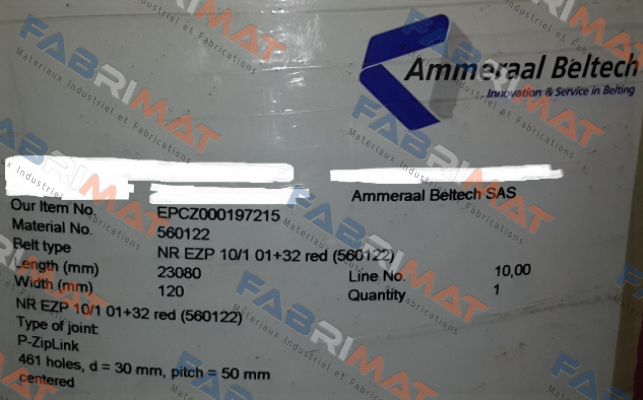 Ammeraal Beltech
Innovation & Service in Belting
Ammeraal Beltech SAS
Our Item No. EPCZ000197215
Material No. 560122
Belt type NR EZP 10/1 01+32 red (560122)
Length (mm) 23080 Line No. 10,00
Width (mm) 120 Quantity 1
NR EZP 10/1 01+32 red (560122)
Type of joint:
P-ZipLink
461 holes, d = 30 mm, pitch = 50 mm
centered
FABRIMAT
Materiaux Industriel et Fabrications